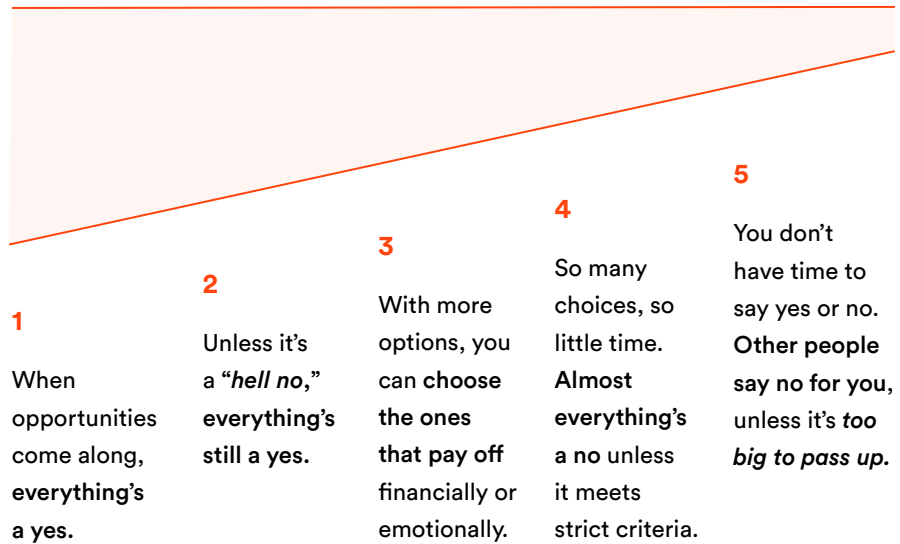 1
When
opportunities
come along,
everything’s
a yes.
2
Unless it’s
a “hell no,”
everything’s
still a yes.
3
With more
options, you
can choose
the ones
that pay off
financially or
emotionally.
4
So many
choices, so
little time.
Almost
everything’s
a no unless
it meets
strict criteria.
5
You don’t
have time to
say yes or no.
Other people
say no for you,
unless it’s too
big to pass up.